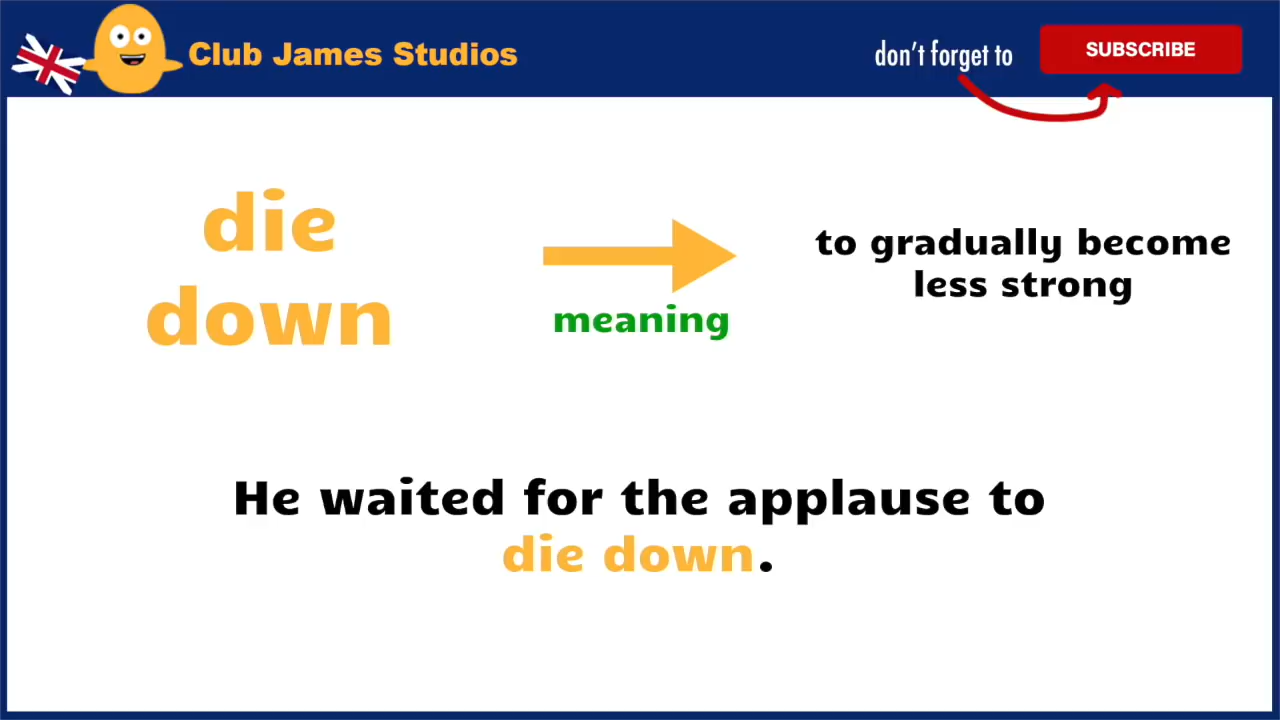 Club James Studios
don't forget to
SUBSCRIBE
die
down
meaning
to gradually become
less strong
He waited for the applause to
die down.